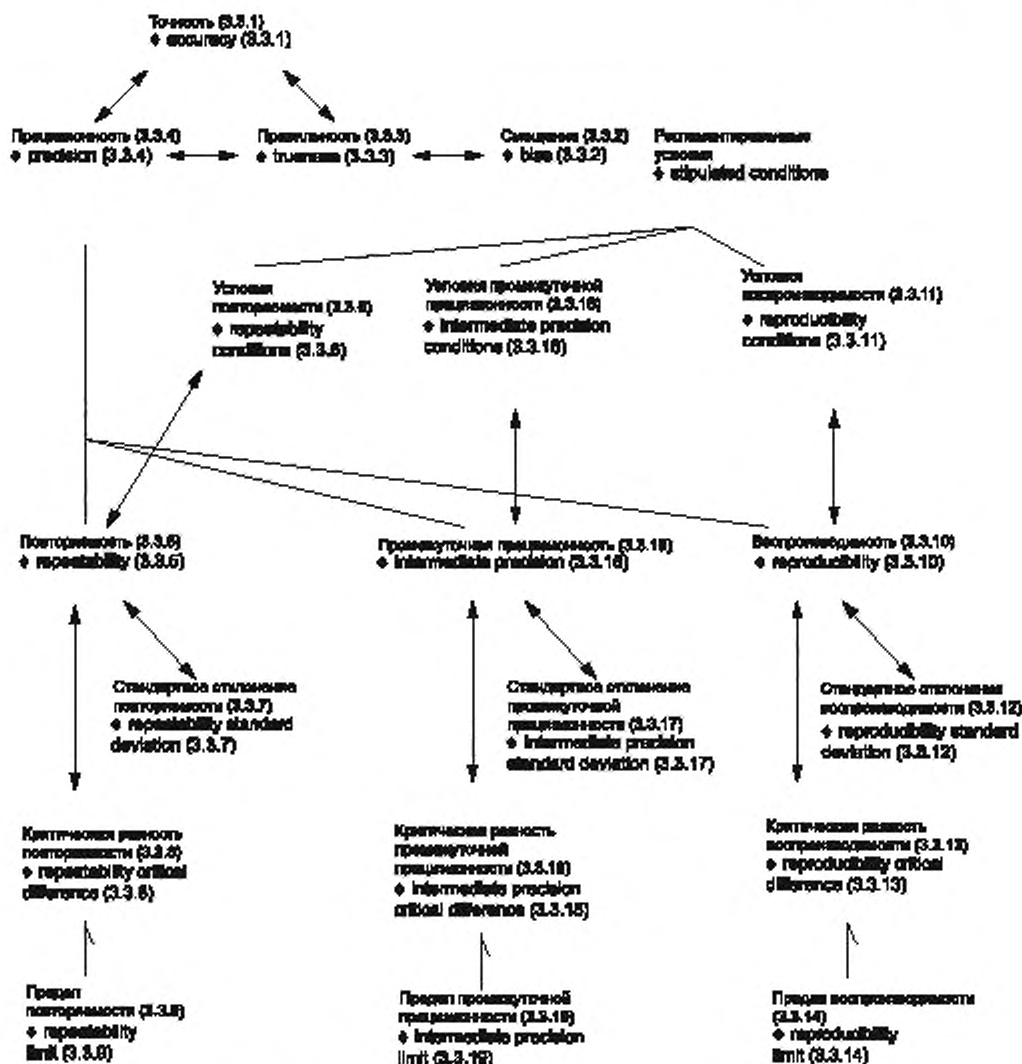 Точность (3.3.1)
♦ accuracy (3.3.1)
Прецизионность (3.3.4)
♦ precision (3.3.4)
Правильность (3.3.3)
♦ trueness (3.3.3)
Смещение (3.3.2)
♦ bias (3.3.2)
Регламентированные
условия
♦ stipulated conditions
Условия
повторяемости (3.3.6)
♦ repeatability
conditions (3.3.6)
Условия промежуточной
прецизионности (3.3.16)
♦ intermediate precision
conditions (3.3.16)
Условия
воспроизводимости (3.3.11)
♦ reproducibility
conditions (3.3.11)
Повторяемость (3.3.5)
♦ repeatability (3.3.5)
Промежуточная прецизионность (3.3.15)
♦ intermediate precision (3.3.15)
Воспроизводимость (3.3.10)
♦ reproducibility (3.3.10)
Стандартное отклонение
повторяемости (3.3.7)
♦ repeatability standard
deviation (3.3.7)
Стандартное отклонение
промежуточной
прецизионности (3.3.17)
♦ intermediate precision
standard deviation (3.3.17)
Стандартное отклонение
воспроизводимости (3.3.12)
♦ reproducibility standard
deviation (3.3.12)
Критическая разность
повторяемости (3.3.8)
♦ repeatability critical
difference (3.3.8)
Критическая разность
промежуточной
прецизионности (3.3.18)
♦ intermediate precision
critical difference (3.3.18)
Критическая разность
воспроизводимости (3.3.13)
♦ reproducibility critical
difference (3.3.13)
Предел
повторяемости (3.3.9)
♦ repeatability
limit (3.3.9)
Предел промежуточной
прецизионности (3.3.19)
♦ intermediate precision
limit (3.3.19)
Предел воспроизводимости
(3.3.14)
♦ reproducibility
limit (3.3.14)